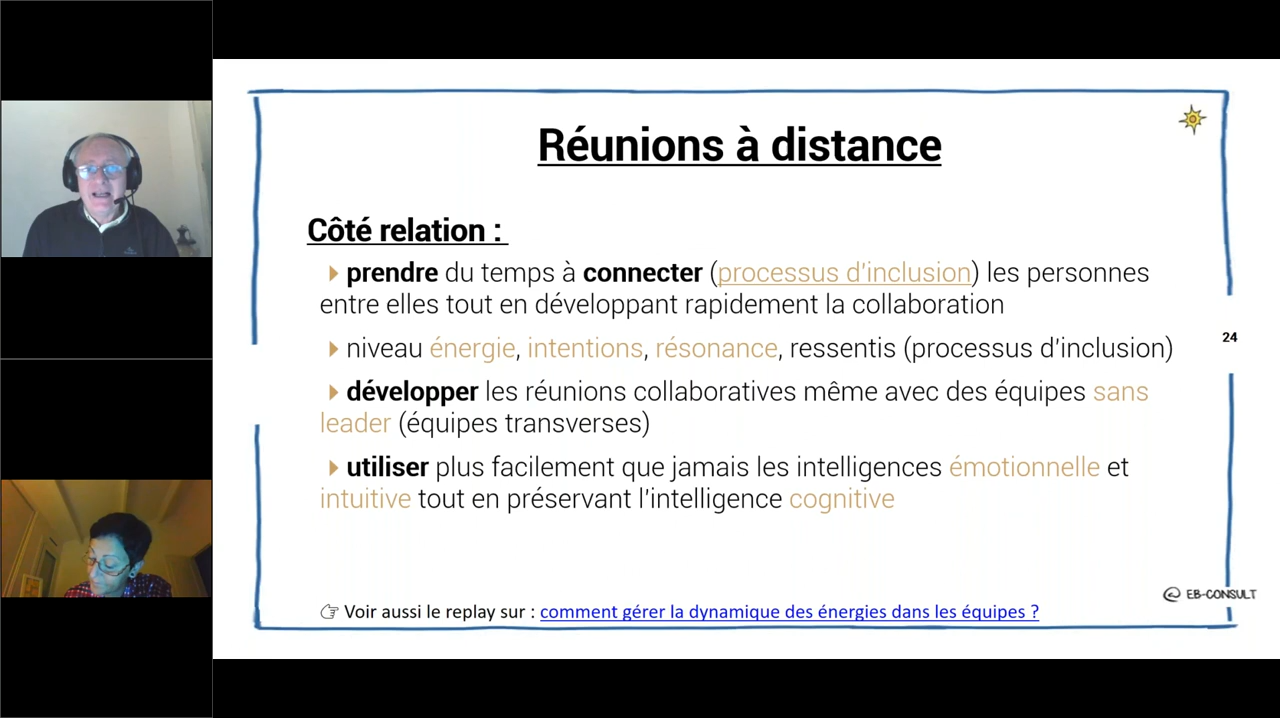 Réunions à distance
Côté relation :
prendre du temps à connecter (processus d'inclusion) les personnes
entre elles tout en développant rapidement la collaboration
niveau énergie, intentions, résonance, ressentis (processus d'inclusion)
24
développer les réunions collaboratives même avec des équipes sans
leader (équipes transverses)
utiliser plus facilement que jamais les intelligences émotionnelle et
intuitive tout en préservant l'intelligence cognitive
@ EB-CONSULT
☞ Voir aussi le replay sur : comment gérer la dynamique des énergies dans les équipes ?